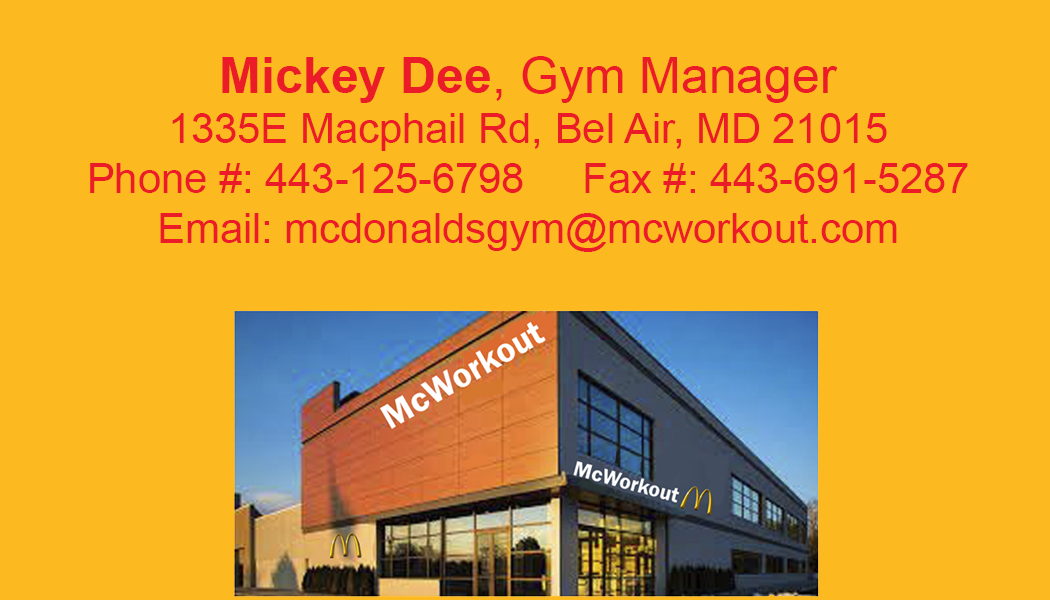 Mickey Dee, Gym Manager
1335E Macphail Rd, Bel Air, MD 21015
Phone #: 443-125-6798 Fax #: 443-691-5287
Email: mcdonaldsgym@mcworkout.com
McWorkout
McWorkout